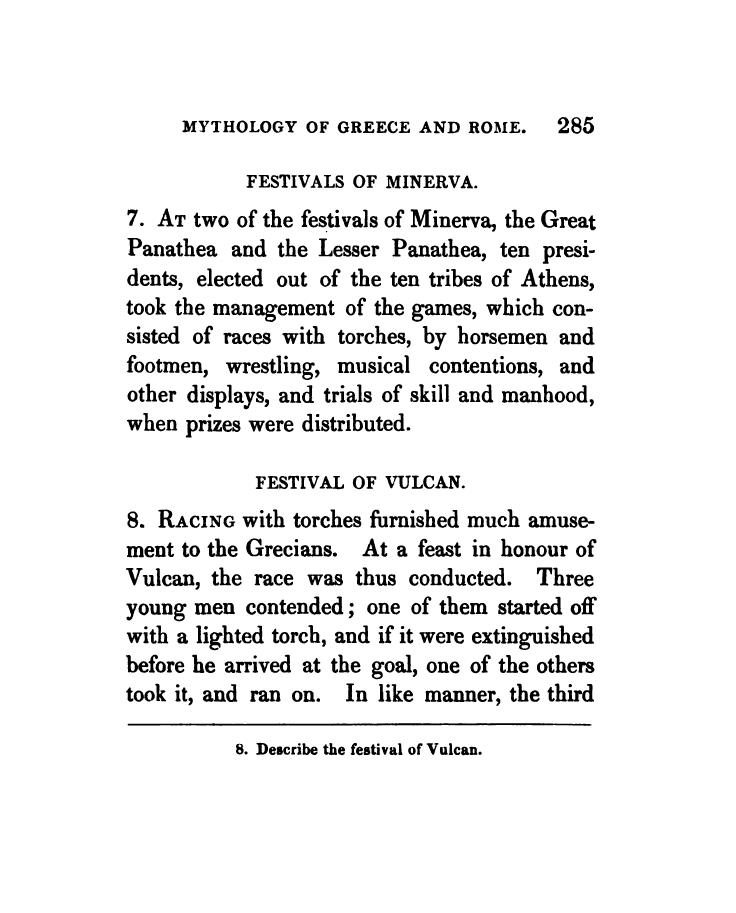 MYTHOLOGY OF GREECE AND ROME. 285
FESTIVALS OF MINERVA.
7. AT two of the festivals of Minerva, the Great
Panathea and the Lesser Panathea, ten presi-
dents, elected out of the ten tribes of Athens,
took the management of the games, which con-
sisted of races with torches, by horsemen and
footmen, wrestling, musical contentions, and
other displays, and trials of skill and manhood,
when prizes were distributed.
FESTIVAL OF VULCAN.
8. RACING with torches furnished much amuse-
ment to the Grecians. At a feast in honour of
Vulcan, the race was thus conducted. Three
young men contended; one of them started off
with a lighted torch, and if it were extinguished
before he arrived at the goal, one of the others
took it, and ran on. In like manner, the third
8. Describe the festival of Vulcan.